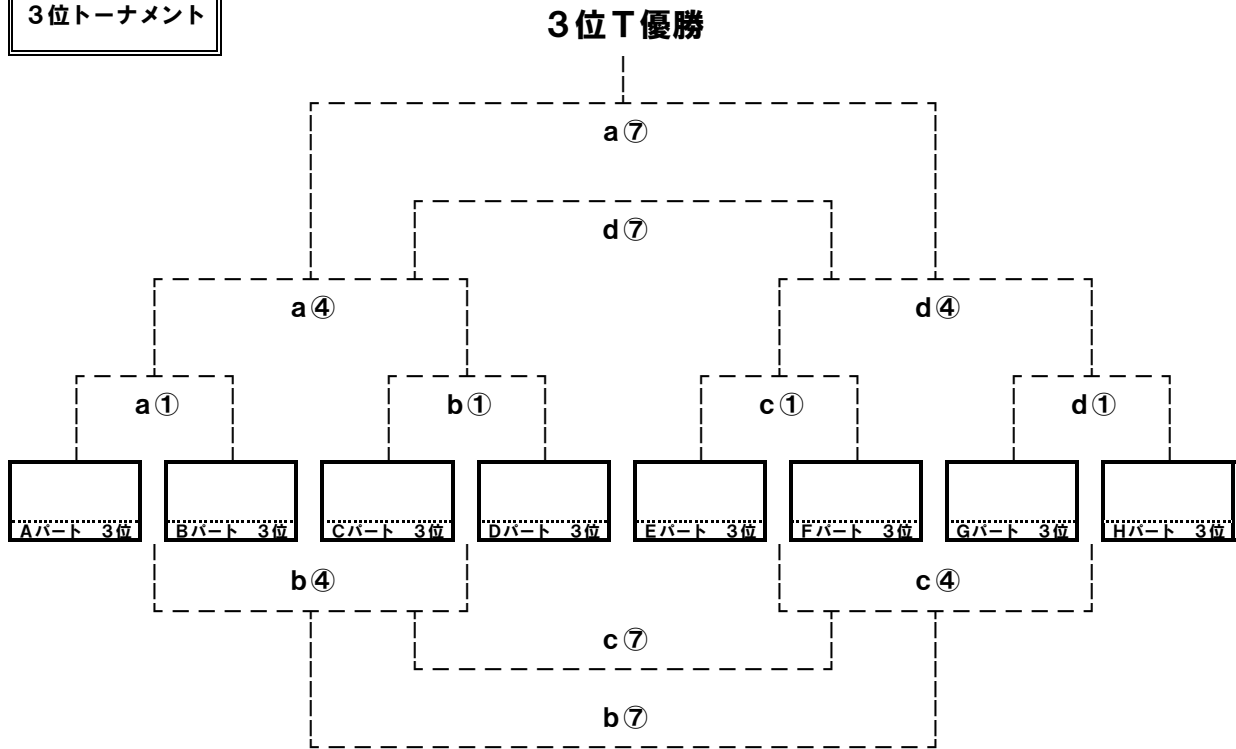 ３位トーナメント
３位Ｔ優勝
a⑦
d⑦
a④ d④
a① b① c① d①
Aパート　3位 Bパート　3位 Cパート　3位 Dパート　3位 Eパート　3位 Fパート　3位 Gパート　3位 Hパート　3位
b④ c④
c⑦
b⑦